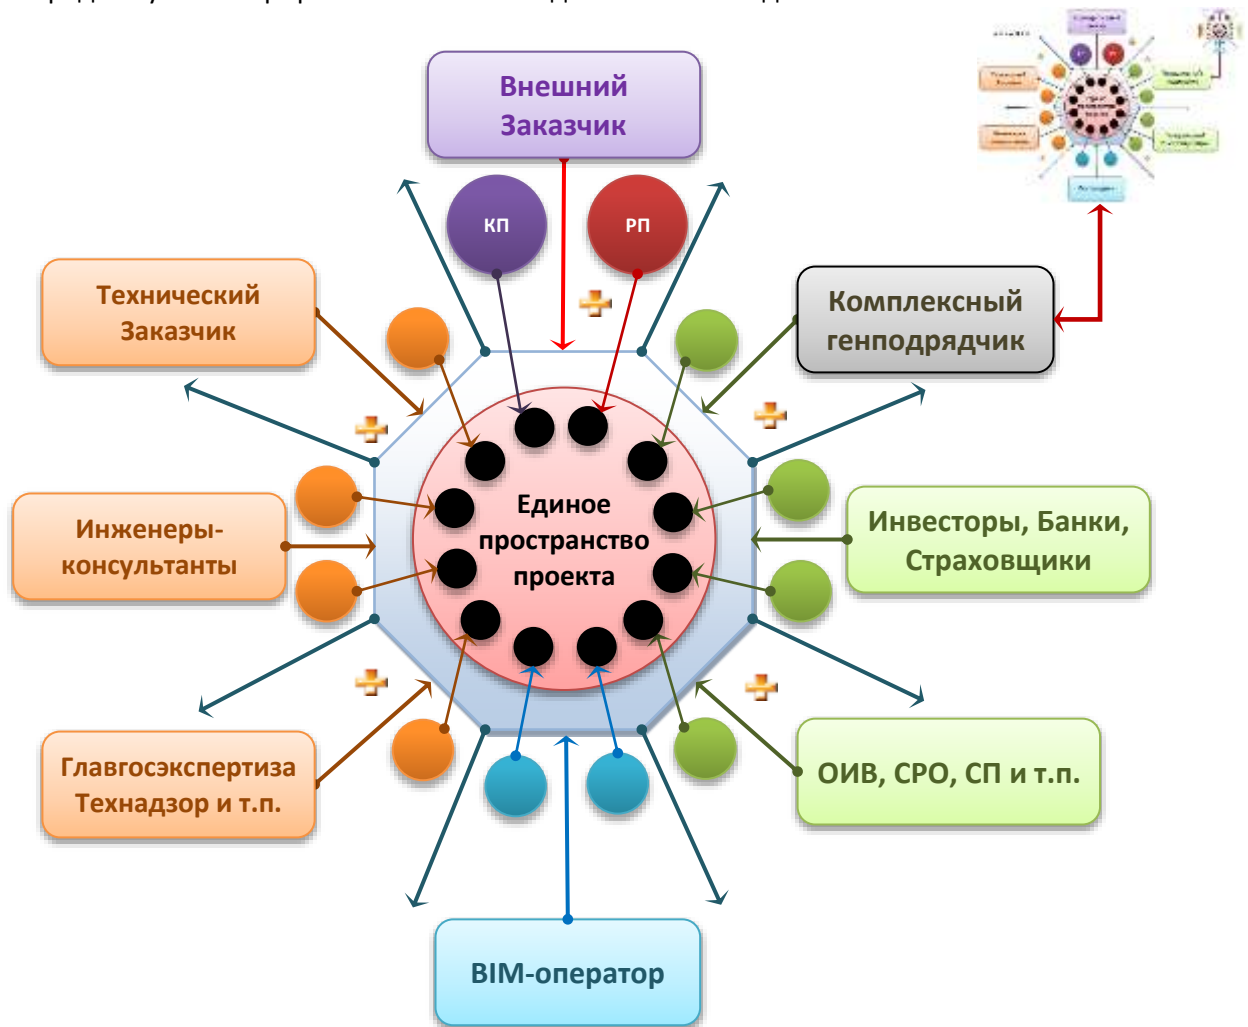 Внешний
Заказчик
КП
РП
Технический
Заказчик
Комплексный
генподрядчик
Единое
пространство
проекта
Инженеры-
консультанты
Инвесторы, Банки,
Страховщики
Главгосэкспертиза
Технадзор и т.п.
ОИВ, СРО, СП и т.п.
BIM-оператор